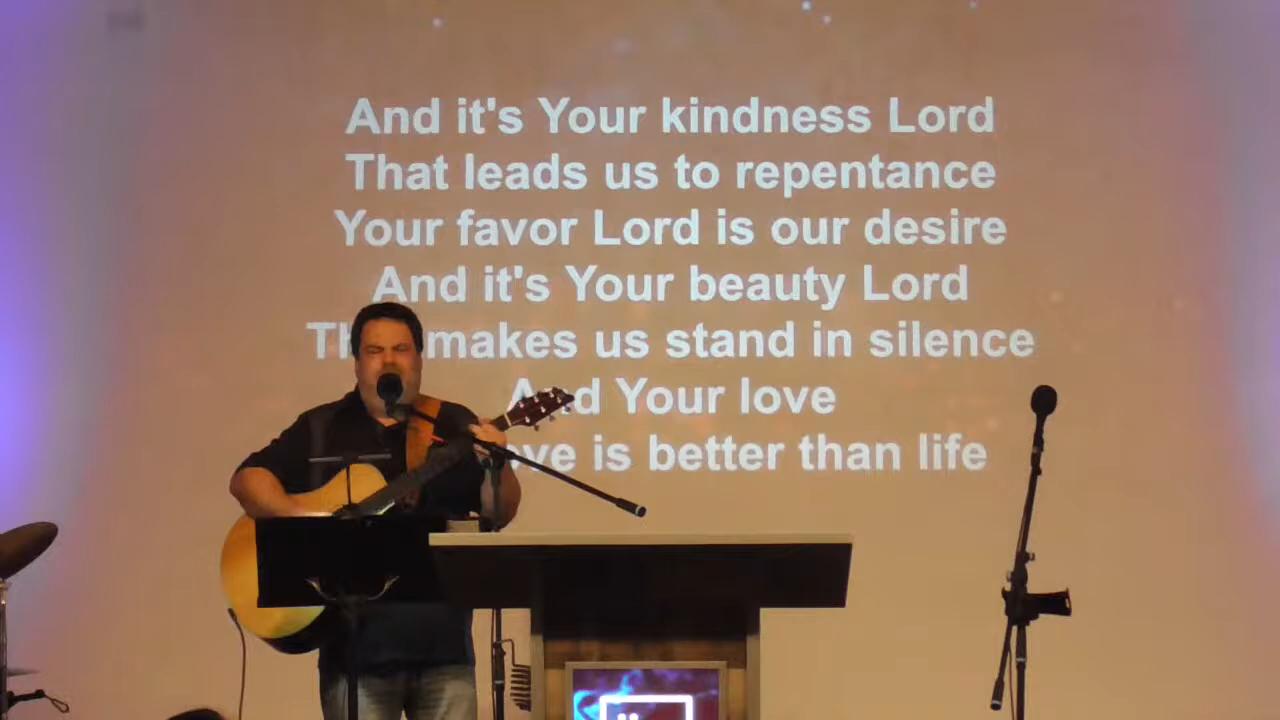 And it's Your kindness Lord
That leads us to repentance
Your favor Lord is our desire
And it's Your beauty Lord
makes us stand in silence
And Your love
is better than life